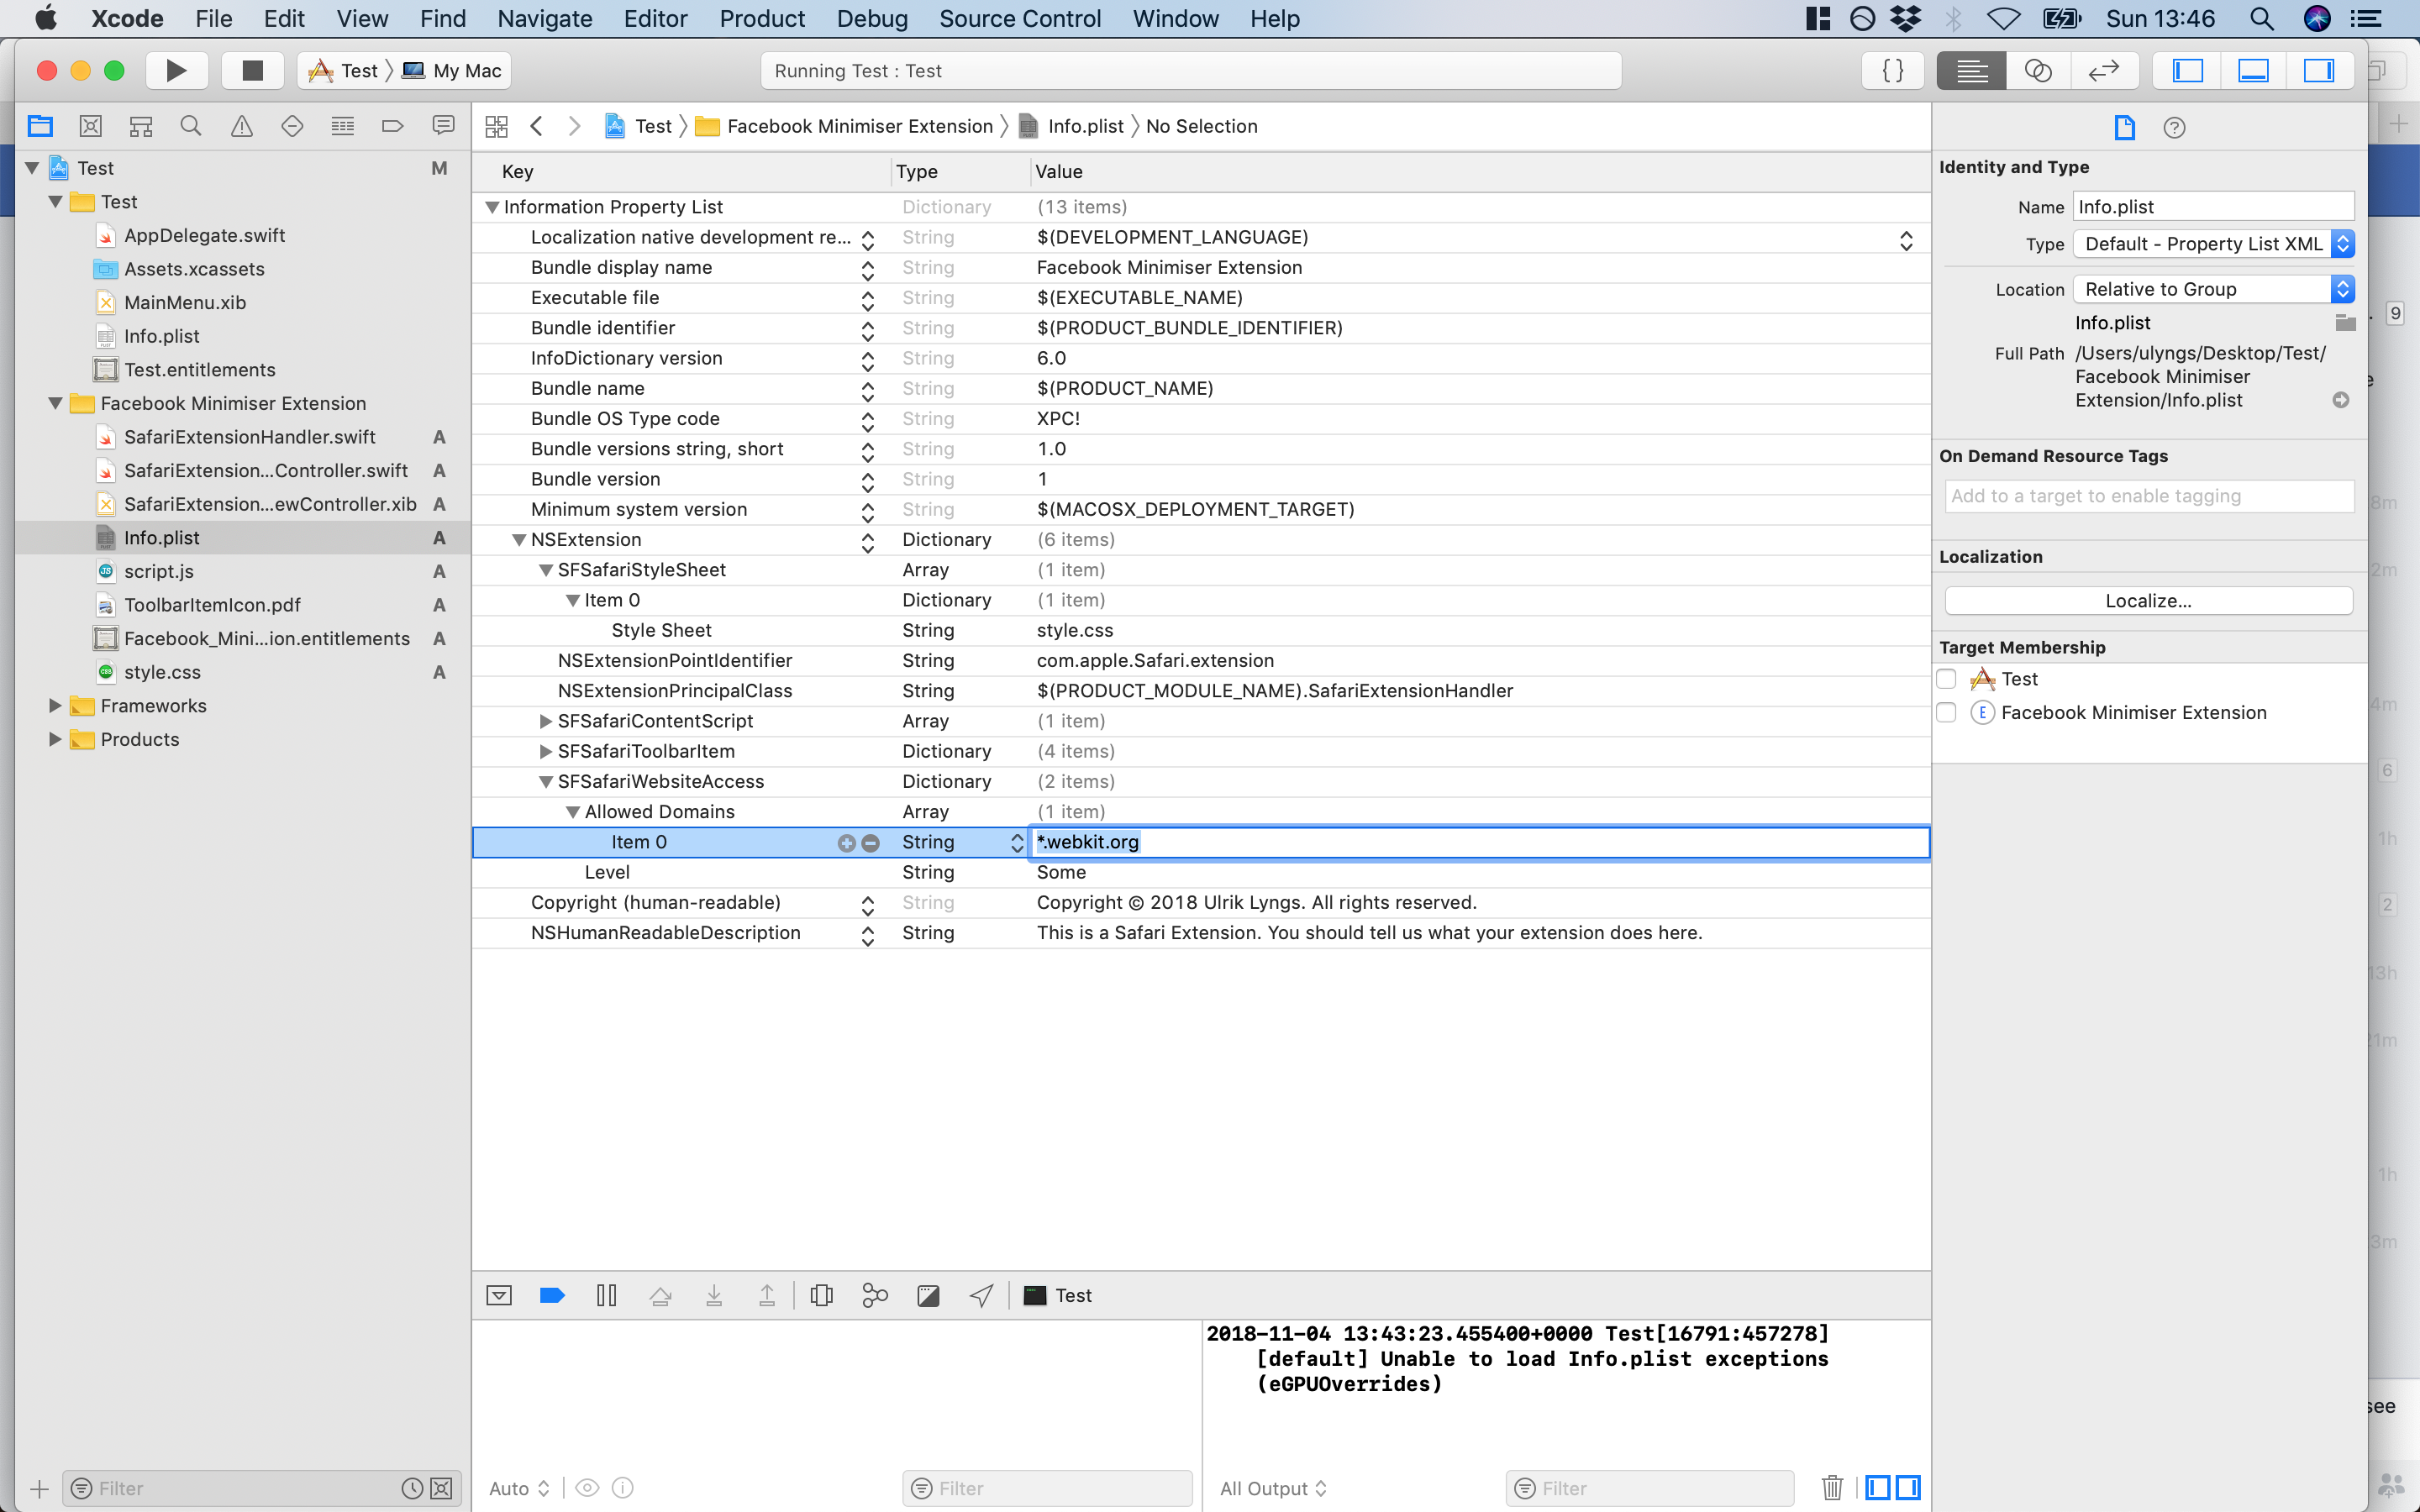 Xcode File Edit View Find Navigate Editor Product Debug Source Control Window Help Sun 13:46
Test My Mac Running Test : Test { }
Test Facebook Minimiser Extension Info.plist No Selection
Test M
Test
AppDelegate.swift
Assets.xcassets
MainMenu.xib
Info.plist
Test.entitlements
Facebook Minimiser Extension
SafariExtensionHandler.swift A
SafariExtension...Controller.swift A
SafariExtension...ewController.xib A
Info.plist A
script.js A
ToolbarItemIcon.pdf A
Facebook_Mini...ion.entitlements A
style.css A
Frameworks
Products
Filter
Key Type Value
Information Property List Dictionary (13 items)
Localization native development re... String $(DEVELOPMENT_LANGUAGE)
Bundle display name String Facebook Minimiser Extension
Executable file String $(EXECUTABLE_NAME)
Bundle identifier String $(PRODUCT_BUNDLE_IDENTIFIER)
InfoDictionary version String 6.0
Bundle name String $(PRODUCT_NAME)
Bundle OS Type code String XPC!
Bundle versions string, short String 1.0
Bundle version String 1
Minimum system version String $(MACOSX_DEPLOYMENT_TARGET)
NSExtension Dictionary (6 items)
SFSafariStyleSheet Array (1 item)
Item 0 Dictionary (1 item)
Style Sheet String style.css
NSExtensionPointIdentifier String com.apple.Safari.extension
NSExtensionPrincipalClass String $(PRODUCT_MODULE_NAME).SafariExtensionHandler
SFSafariContentScript Array (1 item)
SFSafariToolbarItem Dictionary (4 items)
SFSafariWebsiteAccess Dictionary (2 items)
Allowed Domains Array (1 item)
Item 0 String *.webkit.org
Level String Some
Copyright (human-readable) String Copyright © 2018 Ulrik Lyngs. All rights reserved.
NSHumanReadableDescription String This is a Safari Extension. You should tell us what your extension does here.
Test
2018-11-04 13:43:23.455400+0000 Test[16791:457278]
[default] Unable to load Info.plist exceptions
(eGPUOverrides)
Auto Filter All Output Filter
Identity and Type
Name Info.plist
Type Default - Property List XML
Location Relative to Group
Info.plist
Full Path /Users/ulyngs/Desktop/Test/
Facebook Minimiser
Extension/Info.plist
On Demand Resource Tags
Add to a target to enable tagging
Localization
Localize...
Target Membership
Test
E Facebook Minimiser Extension
9
6
1h
2
13h
1h
see